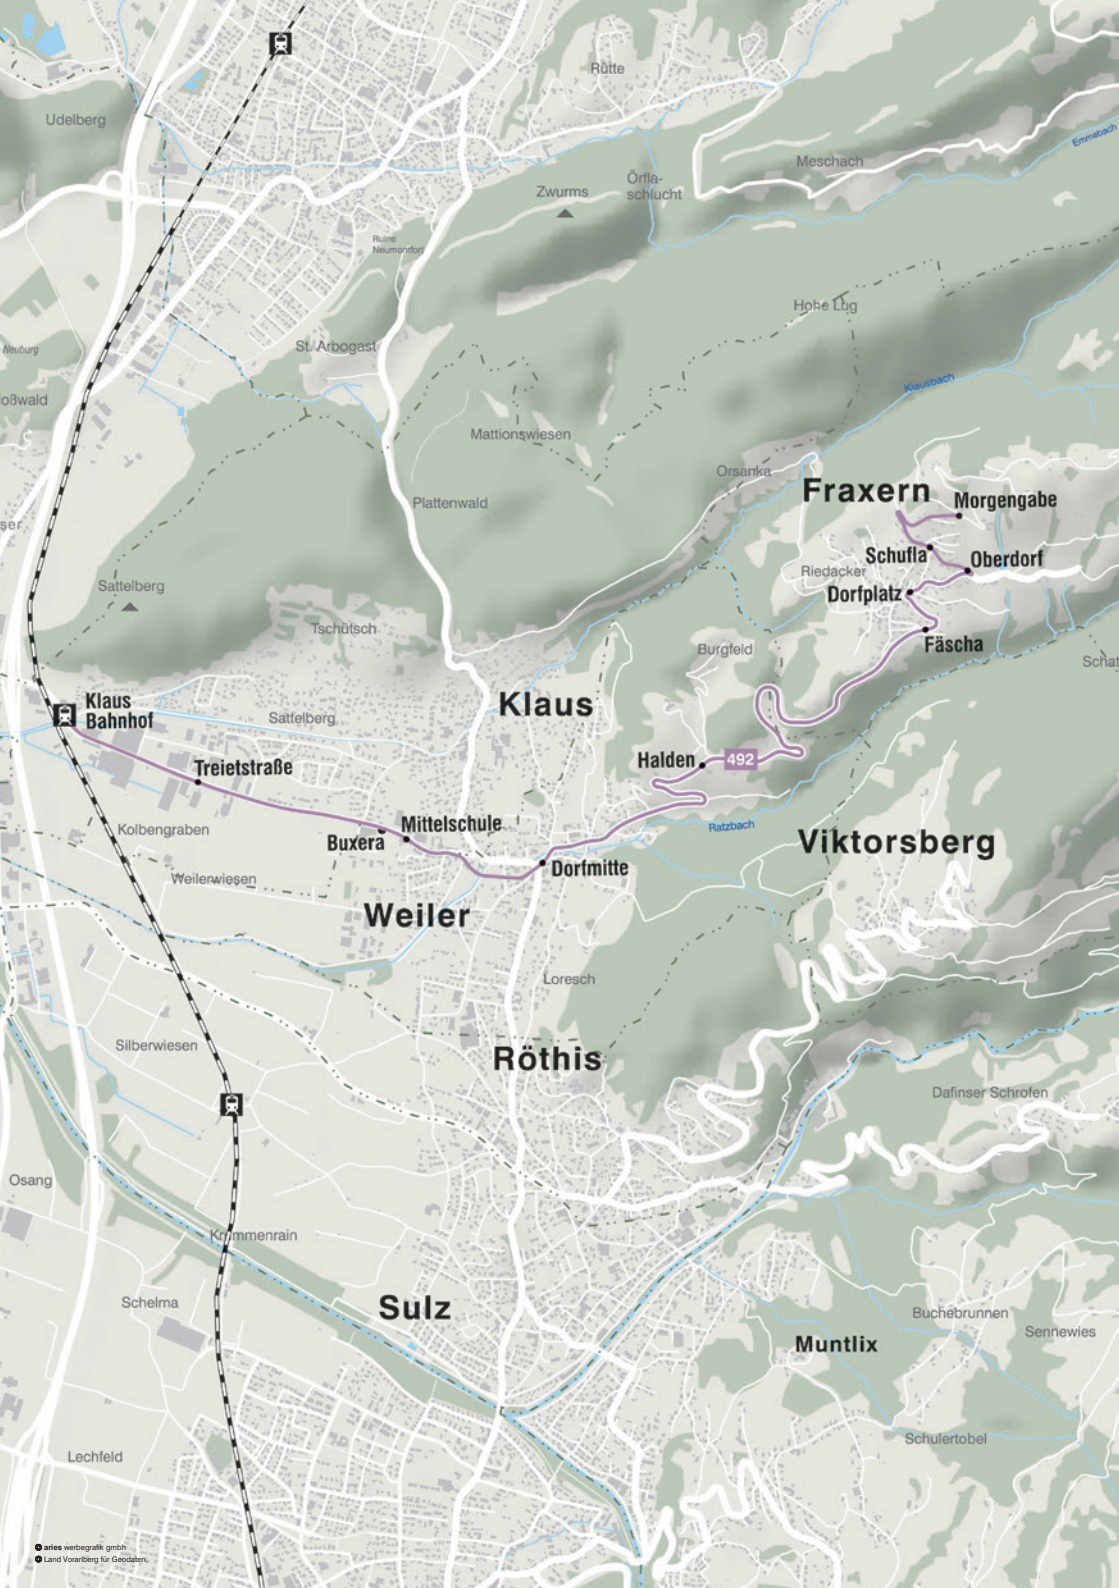 Rütte
Udelberg
Emmebach
Meschach
Örfla-
schlucht
Zwurms
Ruine
Neumontfort
Hohe Lug
St. Arbogast
Neuburg
Klausbach
oßwald
Mattionswiesen
Orsanka
Fraxern
Morgengabe
Plattenwald
ser
Schufla
Oberdorf
Riedacker
Sattelberg
Dorfplatz
Tschütsch
Fäscha
Burgfeld
Schaf
Klaus
Klaus
Bahnhof
Sattelberg
Halden
492
Treietstraße
Mittelschule
Ratzbach
Kolbengraben
Buxera
Viktorsberg
Dorfmitte
Weilerwiesen
Weiler
Loresch
Silberwiesen
Röthis
Dafinser Schrofen
Osang
Krummenrain
Schelma
Sulz
Buchebrunnen
Sennewies
Muntlix
Schulertobel
Lechfeld
aries werbegrafik gmbh
Land Vorarlberg für Geodaten,